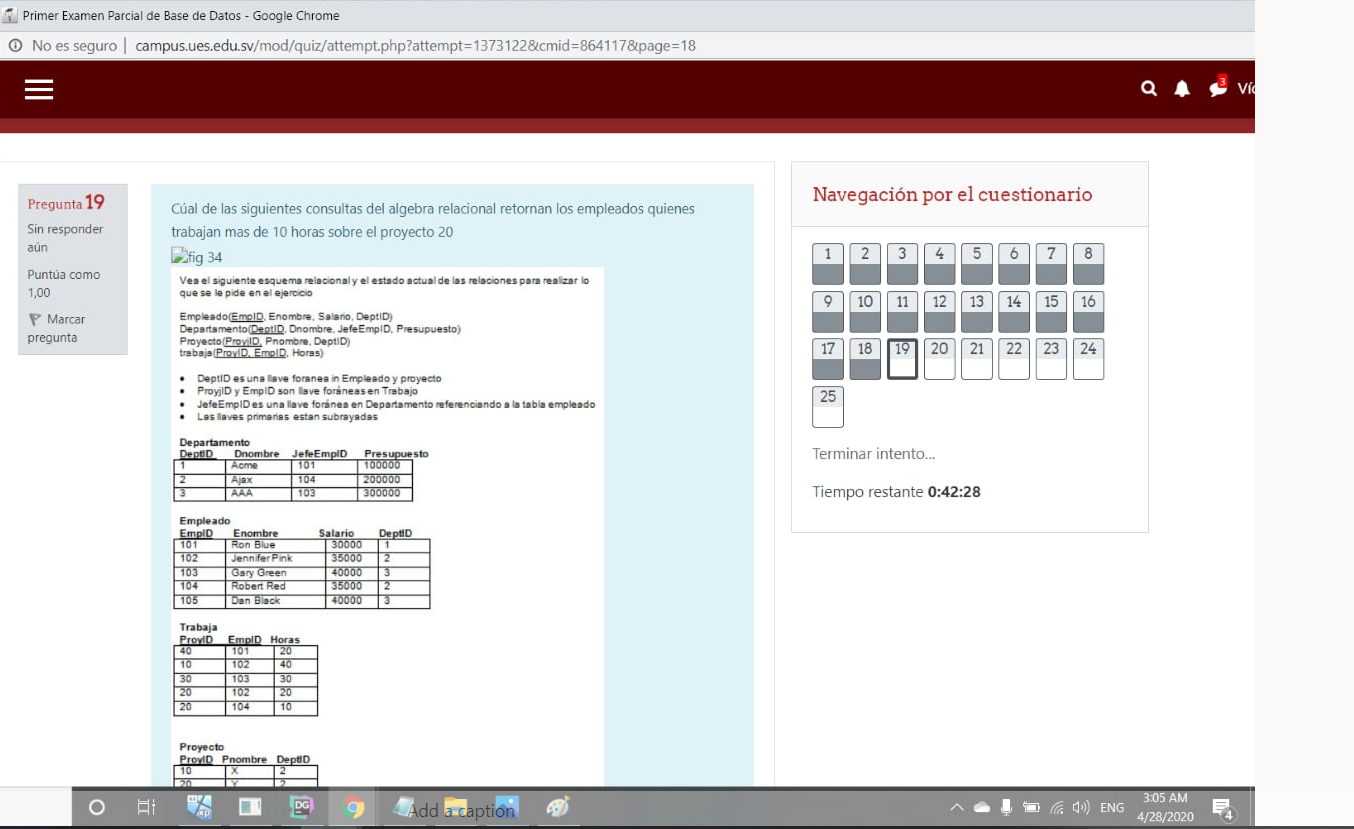 Primer Examen Parcial de Base de Datos - Google Chrome
No es seguro | campus.ues.edu.sv/mod/quiz/attempt.php?attempt=1373122&cmid=864117&page=18
3
Pregunta 19
Sin responder
aún
Puntúa como
1,00
Marcar
pregunta
Cúal de las siguientes consultas del algebra relacional retornan los empleados quienes
trabajan mas de 10 horas sobre el proyecto 20
fig 34
Vea el siguiente esquema relacional y el estado actual de las relaciones para realizar lo
que se le pide en el ejercicio
Empleado(EmpID, Enombre, Salario, DeptID)
Departamento(DeptID, Dnombre, JefeEmpID, Presupuesto)
Proyecto(ProyjID, Pnombre, DeptID)
trabaja(ProyID, EmpID, Horas)
• DeptID es una llave foranea in Empleado y proyecto
• ProyjID y EmpID son llave foráneas en Trabajo
• JefeEmpID es una llave foránea en Departamento referenciando a la tabla empleado
• Las llaves primarias estan subrayadas
Departamento
DeptID Dnombre JefeEmpID Presupuesto
1 Acme 101 100000
2 Ajax 104 200000
3 AAA 103 300000
Empleado
EmpID Enombre Salario DeptID
101 Ron Blue 30000 1
102 Jennifer Pink 35000 2
103 Gary Green 40000 3
104 Robert Red 35000 2
105 Dan Black 40000 3
Trabaja
ProyID EmpID Horas
40 101 20
10 102 40
30 103 30
20 102 20
20 104 10
Proyecto
ProyID Pnombre DeptID
10 X 2
20 Y 2
Navegación por el cuestionario
1 2 3 4 5 6 7 8
9 10 11 12 13 14 15 16
17 18 19 20 21 22 23 24
25
Terminar intento...
Tiempo restante 0:42:28
DG
Add a caption
ENG
3:05 AM
4/28/2020
4